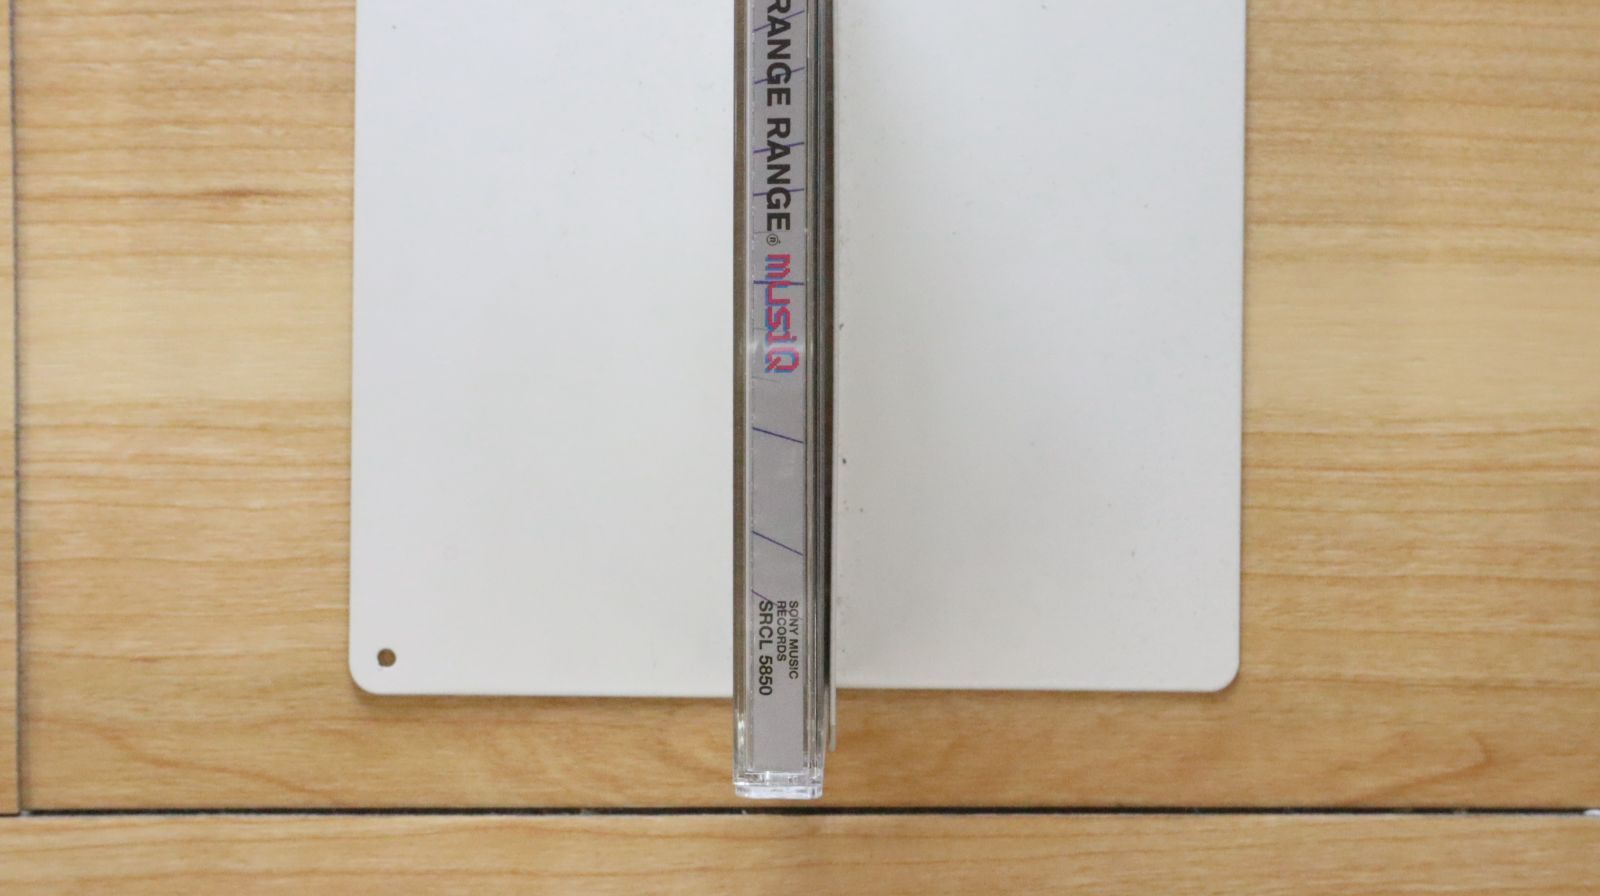 RANGE RANGE® musiQ
SONY MUSIC
RECORDS
SRCL 5850